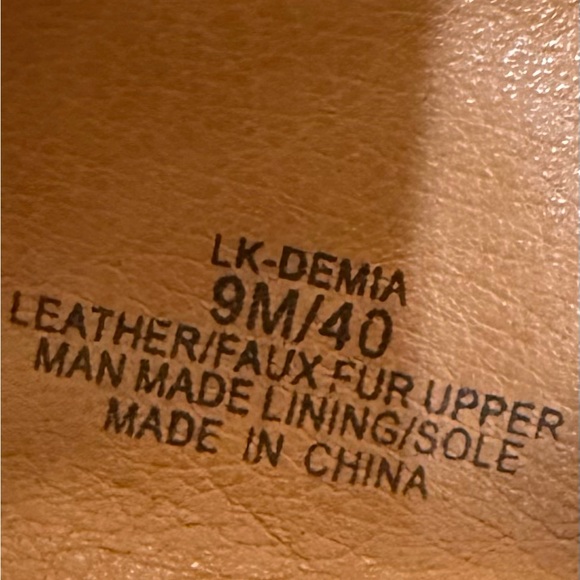 LK-DEMIA
9M/40
LEATHER/FAUX FUR UPPER
MAN MADE LINING/SOLE
MADE IN CHINA